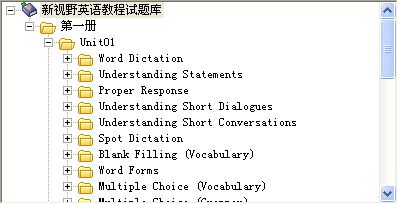 新视野英语教程试题库
第一册
Unit01
Word Dictation
Understanding Statements
Proper Response
Understanding Short Dialogues
Understanding Short Conversations
Spot Dictation
Blank Filling (Vocabulary)
Word Forms
Multiple Choice (Vocabulary)
Multiple Choice (Grammar)